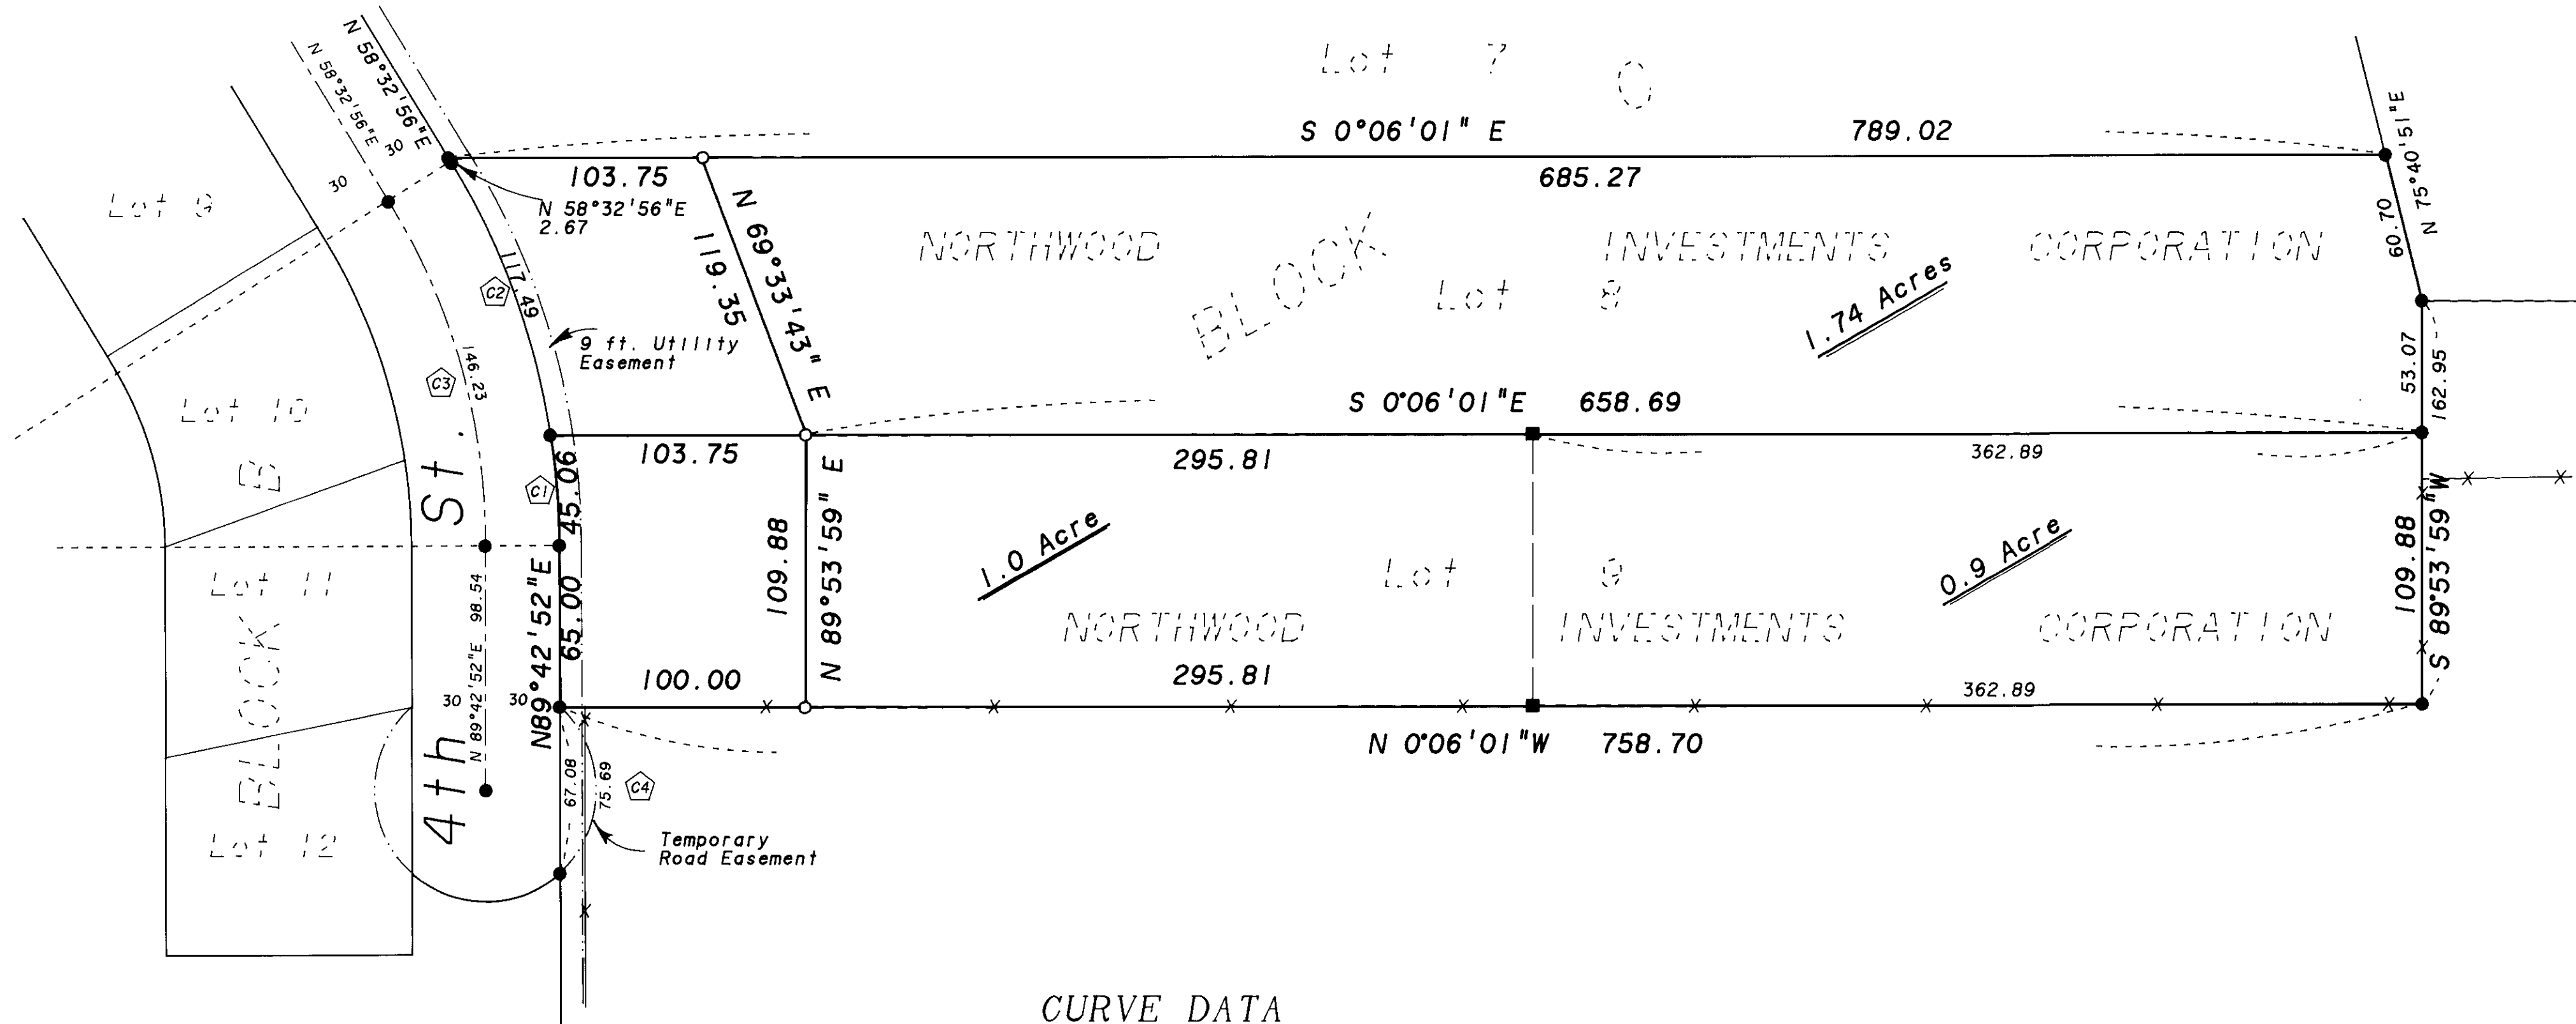 Lot 7
C
N 58°32'56"E
N 58°32'56"E
30
30
S 0°06'01" E 789.02
103.75
685.27
N 58°32'56"E
2.67
N 75°40'51"E
60.70
Lot 9
N 69°33'43" E
119.35
NORTHWOOD INVESTMENTS CORPORATION
BLOCK
Lot 8
1.74 Acres
C2
117.49
9 ft. Utility
Easement
146.23
C3
53.07
162.95
Lot 10
S 0°06'01"E 658.69
103.75
295.81
362.89
BLOCK B
4th St.
C1
45.06
N 89°53'59" E
109.88
1.0 Acre
0.9 Acre
Lot 9
109.88
S 89°53'59"W
Lot 11
N 89°42'52"E 98.54
N89°42'52"E
65.00
NORTHWOOD INVESTMENTS CORPORATION
30
30
100.00
295.81
362.89
N 0°06'01"W 758.70
67.08
75.69
C4
Temporary
Road Easement
Lot 12
CURVE DATA